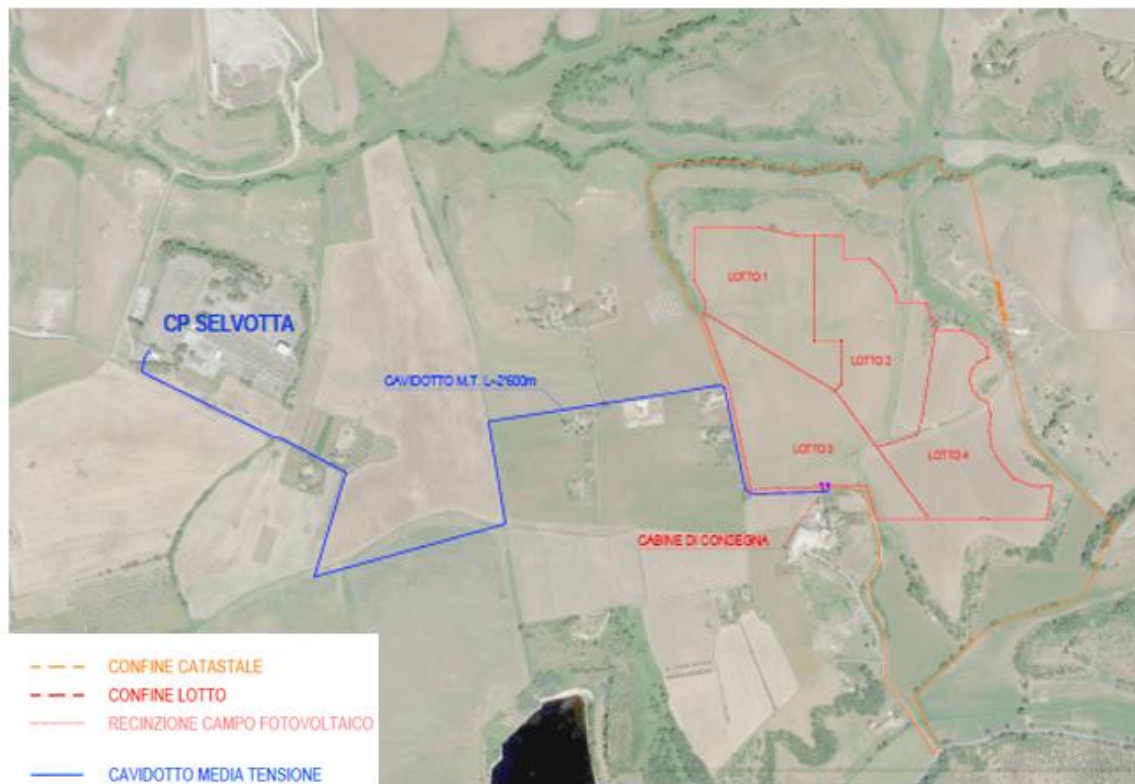 LOTTO 1
CP SELVOTTA
LOTTO 2
CAVIDOTTO M.T. L=2'600m
LOTTO 3
LOTTO 4
CABINE DI CONSEGNA
CONFINE CATASTALE
CONFINE LOTTO
RECINZIONE CAMPO FOTOVOLTAICO
CAVIDOTTO MEDIA TENSIONE